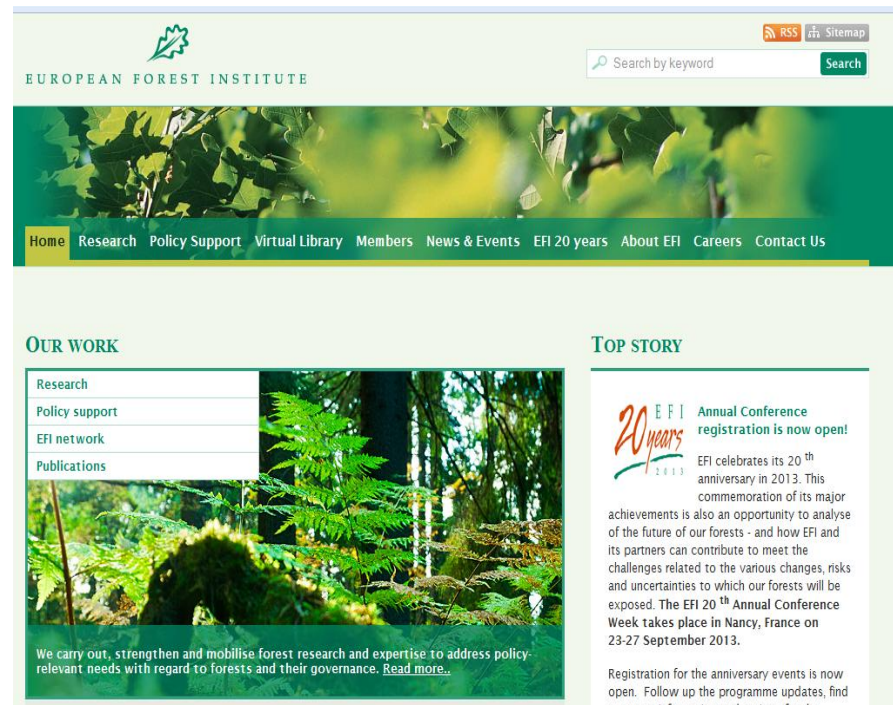 RSS Sitemap
Search by keyword Search
EUROPEAN FOREST INSTITUTE
Home Research Policy Support Virtual Library Members News & Events EFI 20 years About EFI Careers Contact Us
OUR WORK
Research
Policy support
EFI network
Publications
We carry out, strengthen and mobilise forest research and expertise to address policy-
relevant needs with regard to forests and their governance. Read more..
TOP STORY
EFI
20 years
2013
Annual Conference
registration is now open!
EFI celebrates its 20 th
anniversary in 2013. This
commemoration of its major
achievements is also an opportunity to analyse
of the future of our forests - and how EFI and
its partners can contribute to meet the
challenges related to the various changes, risks
and uncertainties to which our forests will be
exposed. The EFI 20 th Annual Conference
Week takes place in Nancy, France on
23-27 September 2013.
Registration for the anniversary events is now
open. Follow up the programme updates, find